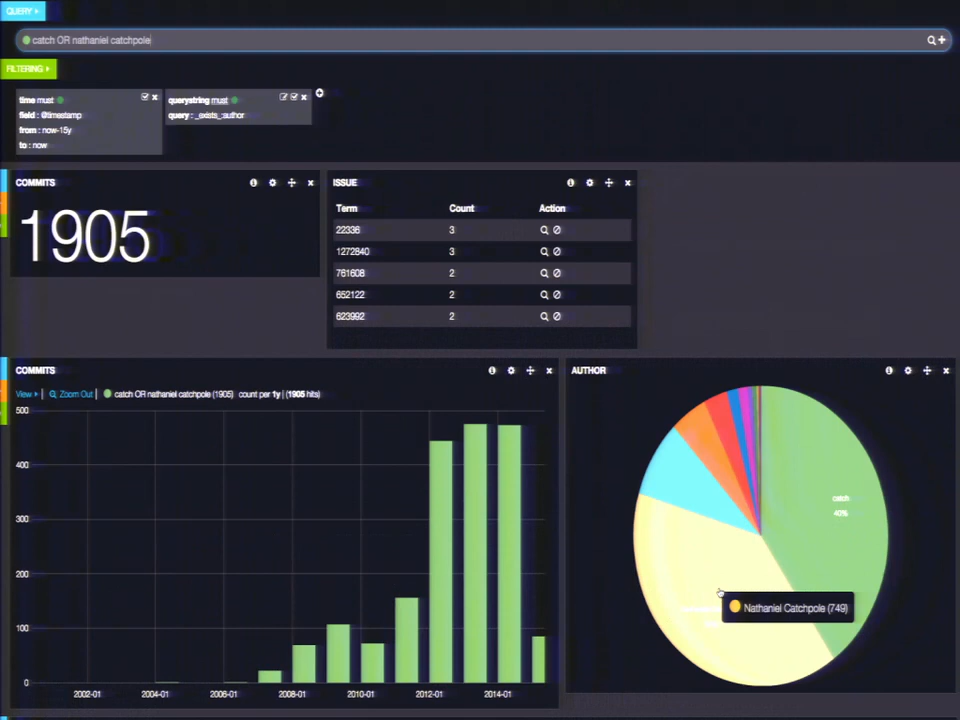 QUERY
catch OR nathaniel catchpole
FILTERING
time must
field : @timestamp
from : now-15y
to : now
querystring must
query : _exists_:author
COMMITS
1905
ISSUE
Term Count Action
22336 3
1272840 3
761608 2
652122 2
623992 2
COMMITS
View | Zoom Out | catch OR nathaniel catchpole (1905) count per 1y | (1905 hits)
500
400
300
200
100
0
2002-01 2004-01 2006-01 2008-01 2010-01 2012-01 2014-01
AUTHOR
catch
40%
Nathaniel Catchpole (749)